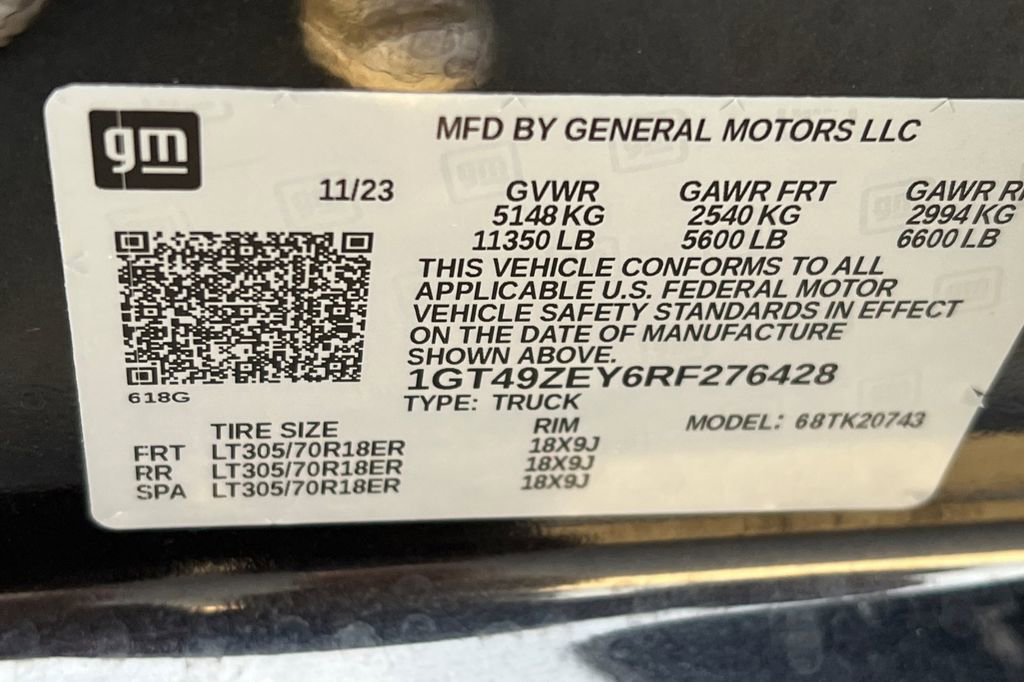 gm
MFD BY GENERAL MOTORS LLC
11/23 GVWR GAWR FRT GAWR
5148 KG 2540 KG 2994 KG
11350 LB 5600 LB 6600 LB
THIS VEHICLE CONFORMS TO ALL
APPLICABLE U.S. FEDERAL MOTOR
VEHICLE SAFETY STANDARDS IN EFFECT
ON THE DATE OF MANUFACTURE
SHOWN ABOVE.
1GT49ZEY6RF276428
618G
TYPE: TRUCK
MODEL: 68TK20743
TIRE SIZE RIM
FRT LT305/70R18ER 18X9J
RR LT305/70R18ER 18X9J
SPA LT305/70R18ER 18X9J